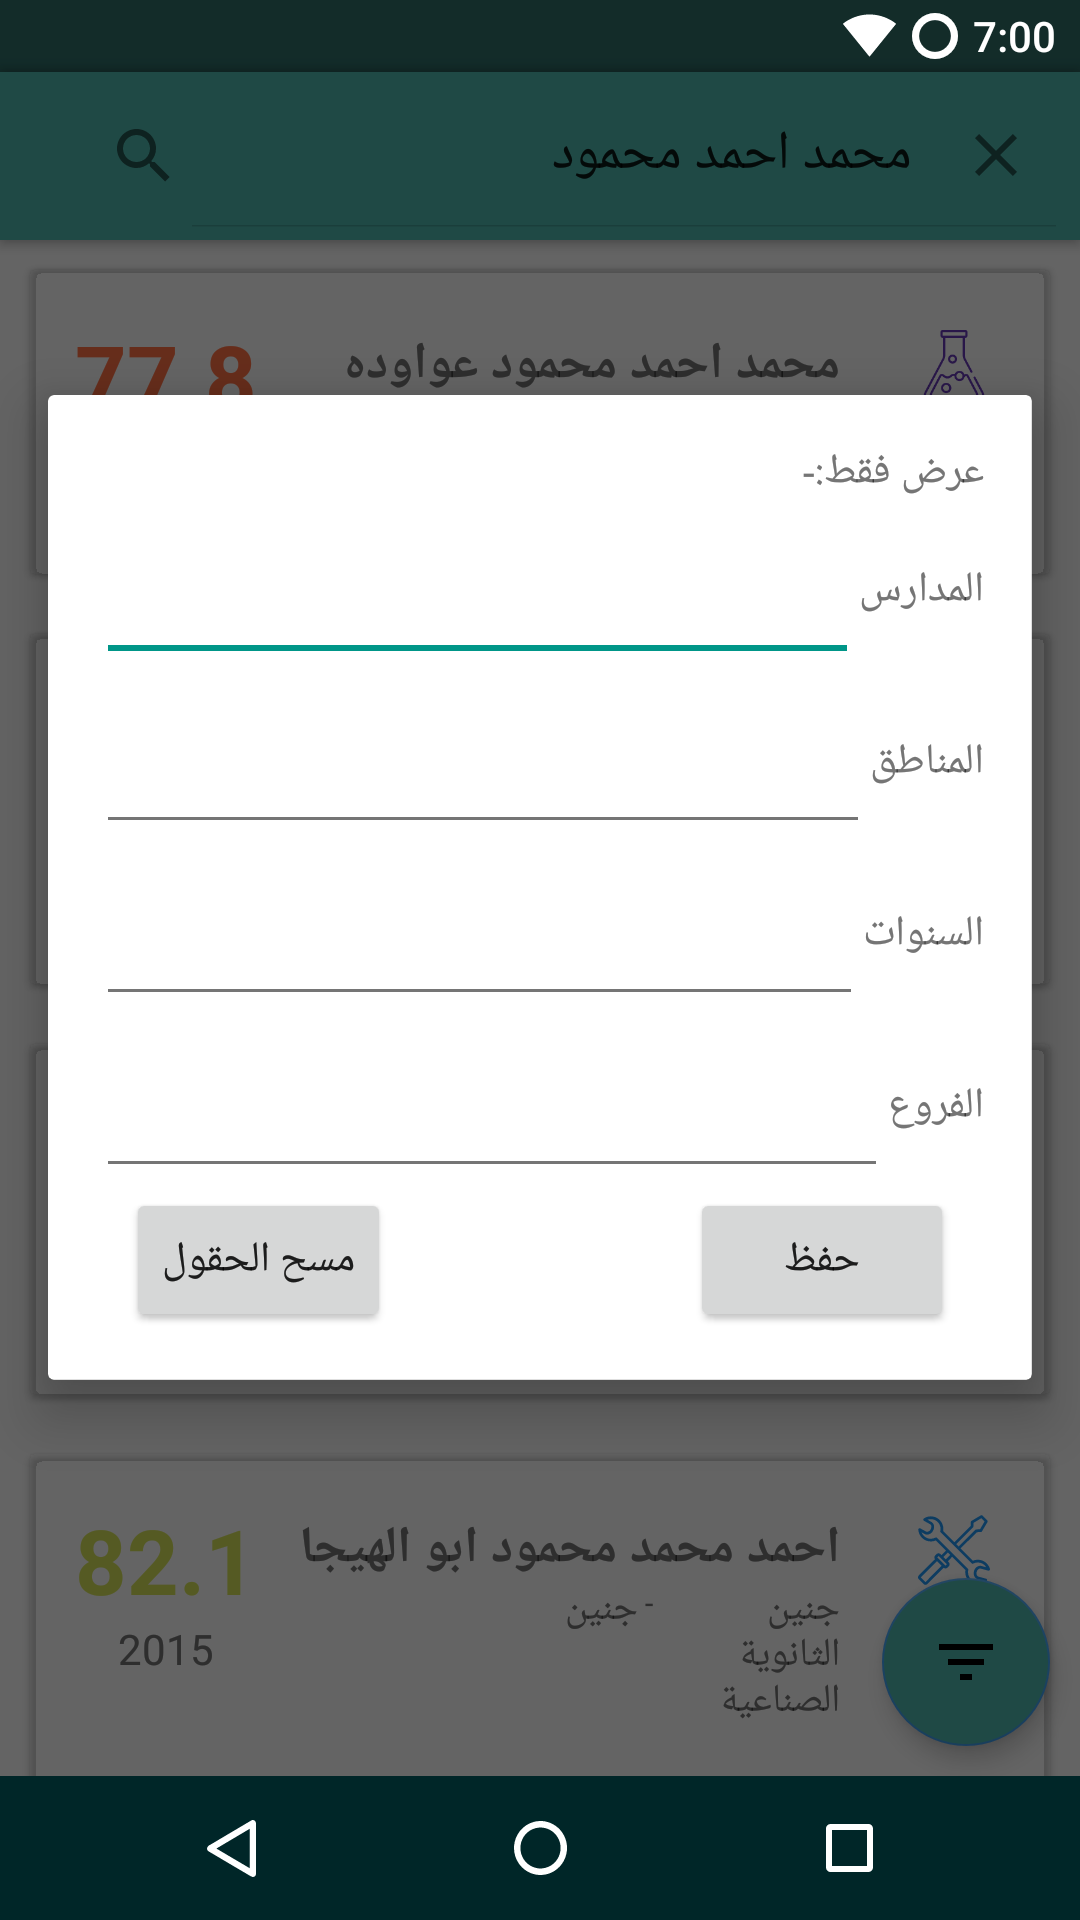 7:00
محمد احمد محمود
محمد احمد محمود عواوده
77.8
عرض فقط:-
المدارس
المناطق
السنوات
الفروع
حفظ
مسح الحقول
احمد محمد محمود ابو الهيجا
82.1
جنين الثانوية الصناعية
- جنين
2015